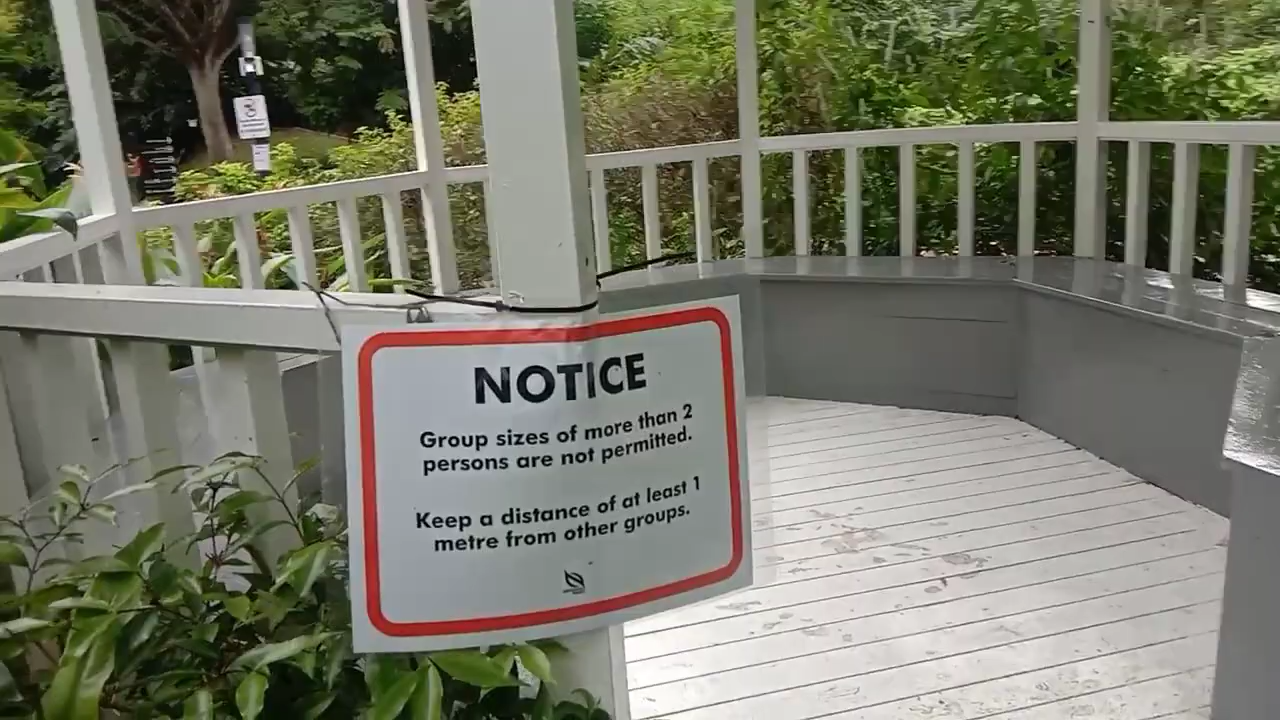 NOTICE
Group sizes of more than 2
persons are not permitted.
Keep a distance of at least 1
metre from other groups.